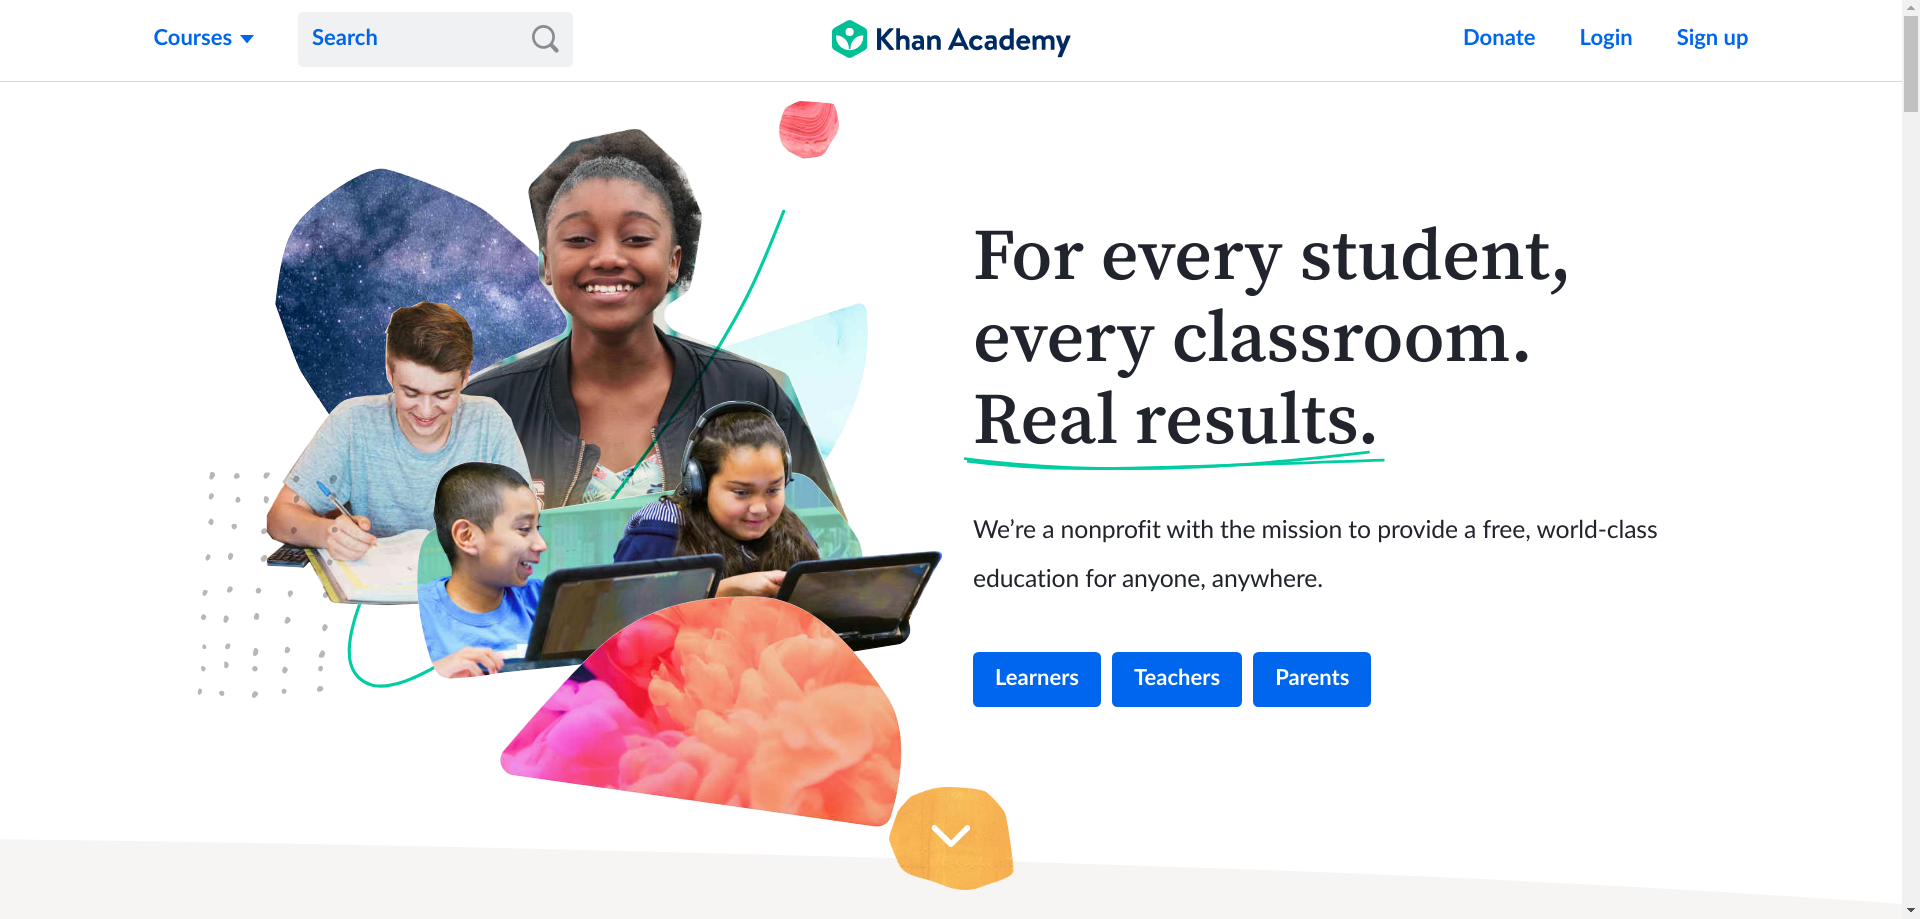 Courses
Search
Khan Academy
Donate
Login
Sign up
For every student,
every classroom.
Real results.
We’re a nonprofit with the mission to provide a free, world-class
education for anyone, anywhere.
Learners
Teachers
Parents